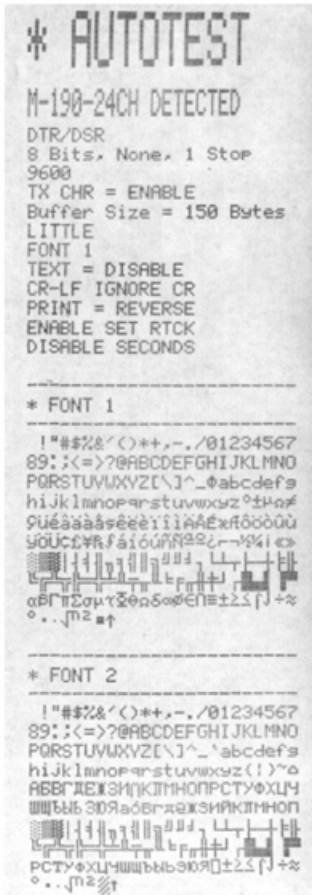 * AUTOTEST
M-190-24CH DETECTED
DTR/DSR
8 Bits, None, 1 Stop
9600
TX CHR = ENABLE
Buffer Size = 150 Bytes
LITTLE
FONT 1
TEXT = DISABLE
CR-LF IGNORE CR
PRINT = REVERSE
ENABLE SET RTCK
DISABLE SECONDS
------------------------
* FONT 1
------------------------
!"#$%&'()*+,-./01234567
89:;<=>?@ABCDEFGHIJKLMNO
PQRSTUVWXYZ[\]^_
hijklmnopqrstuvwxyz
------------------------
* FONT 2
------------------------
!"#$%&'()*+,-./01234567
89:;<=>?@ABCDEFGHIJKLMNO
PQRSTUVWXYZ[\]^_`abcdefg
hijklmnopqrstuvwxyz
АБВГДЕЖЗИЙКЛМНОПРСТУФХЦЧ
ШЩЪЫЬЭЮЯабвгдежзийклмноп